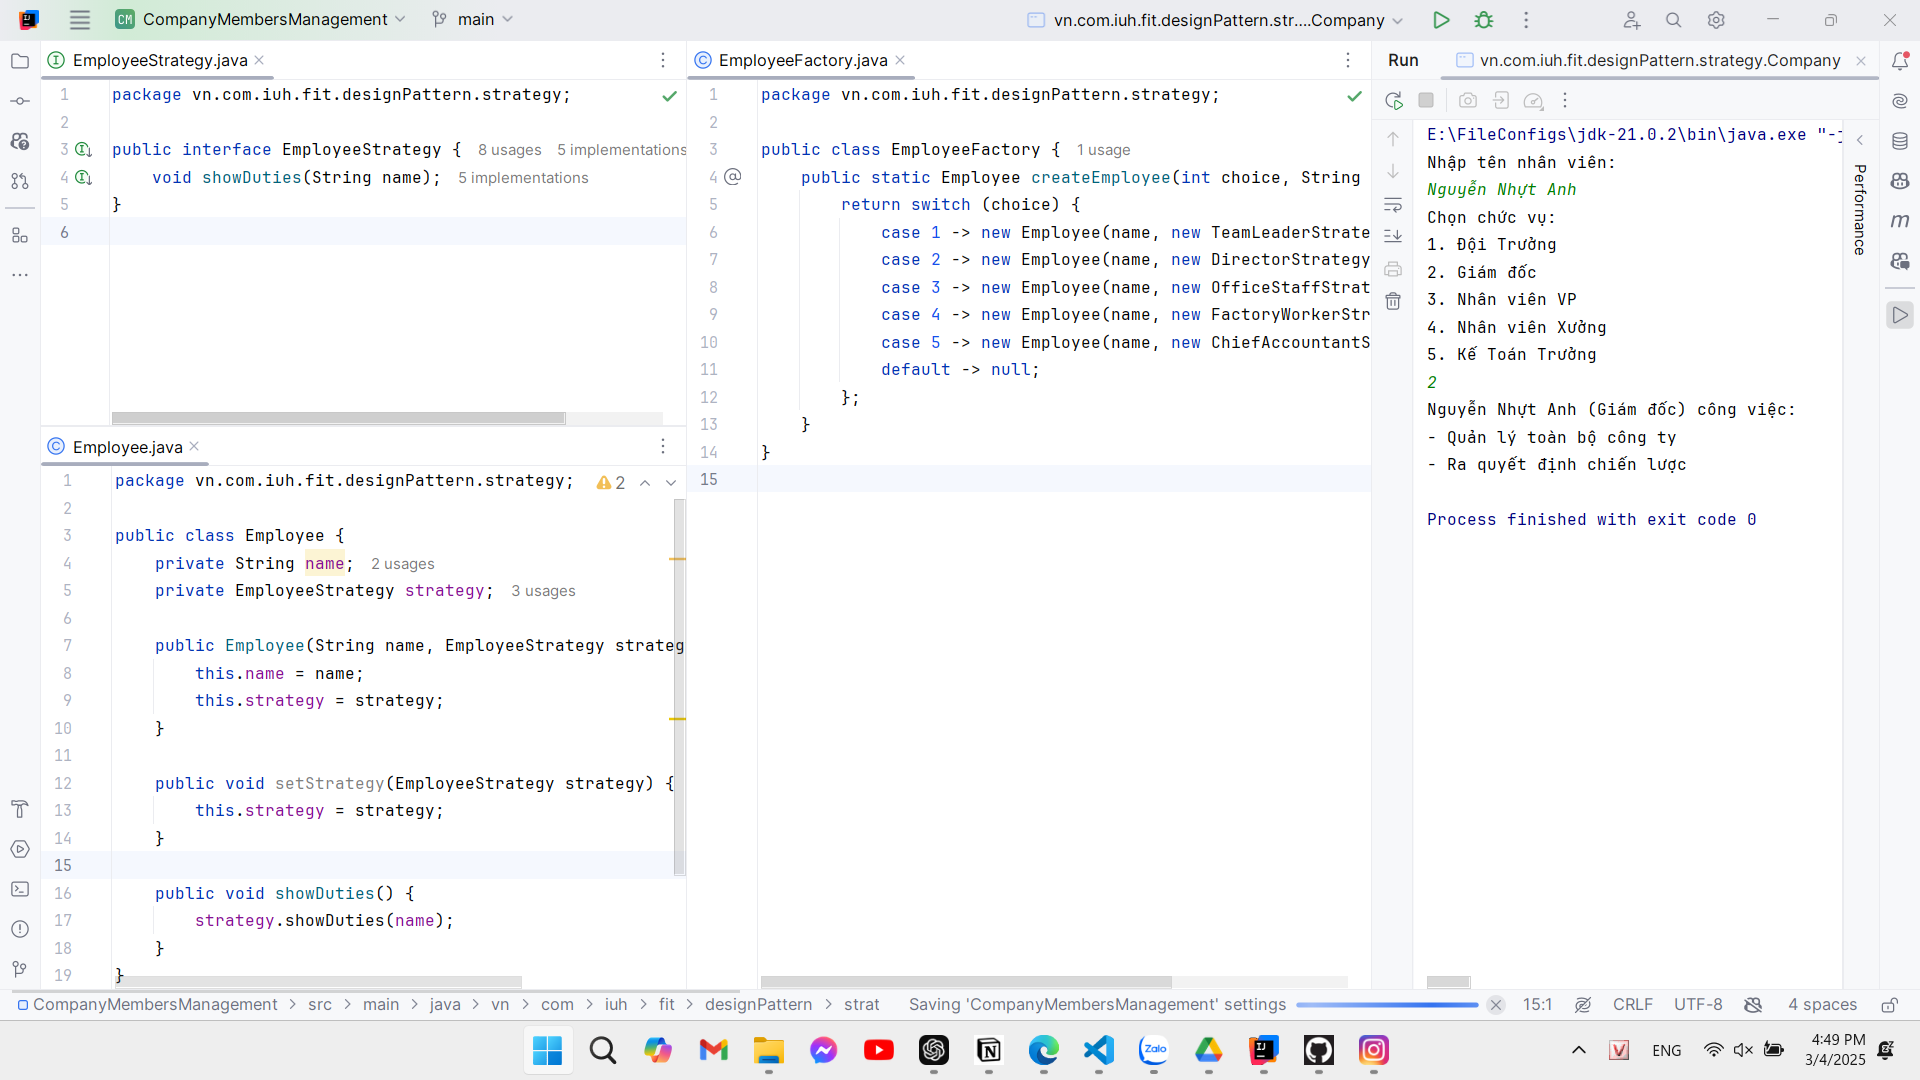 CM CompanyMembersManagement
main
vn.com.iuh.fit.designPattern.str....Company
EmployeeStrategy.java
1 package vn.com.iuh.fit.designPattern.strategy;
2
3 public interface EmployeeStrategy { 8 usages 5 implementations
4 void showDuties(String name); 5 implementations
5 }
6
Employee.java
1 package vn.com.iuh.fit.designPattern.strategy; 2
2
3 public class Employee {
4 private String name; 2 usages
5 private EmployeeStrategy strategy; 3 usages
6
7 public Employee(String name, EmployeeStrategy strateg
8 this.name = name;
9 this.strategy = strategy;
10 }
11
12 public void setStrategy(EmployeeStrategy strategy) {
13 this.strategy = strategy;
14 }
15
16 public void showDuties() {
17 strategy.showDuties(name);
18 }
19 }
EmployeeFactory.java
1 package vn.com.iuh.fit.designPattern.strategy;
2
3 public class EmployeeFactory { 1 usage
4 @ public static Employee createEmployee(int choice, String
5 return switch (choice) {
6 case 1 -> new Employee(name, new TeamLeaderStrate
7 case 2 -> new Employee(name, new DirectorStrategy
8 case 3 -> new Employee(name, new OfficeStaffStrat
9 case 4 -> new Employee(name, new FactoryWorkerStr
10 case 5 -> new Employee(name, new ChiefAccountantS
11 default -> null;
12 };
13 }
14 }
15
Run vn.com.iuh.fit.designPattern.strategy.Company
E:\FileConfigs\jdk-21.0.2\bin\java.exe "-j
Nhập tên nhân viên:
Nguyễn Nhựt Anh
Chọn chức vụ:
1. Đội Trưởng
2. Giám đốc
3. Nhân viên VP
4. Nhân viên Xưởng
5. Kế Toán Trưởng
2
Nguyễn Nhựt Anh (Giám đốc) công việc:
- Quản lý toàn bộ công ty
- Ra quyết định chiến lược
Process finished with exit code 0
Performance
m
CompanyMembersManagement > src > main > java > vn > com > iuh > fit > designPattern > strat
Saving 'CompanyMembersManagement' settings
15:1 CRLF UTF-8 4 spaces
Zalo
V ENG
4:49 PM
3/4/2025